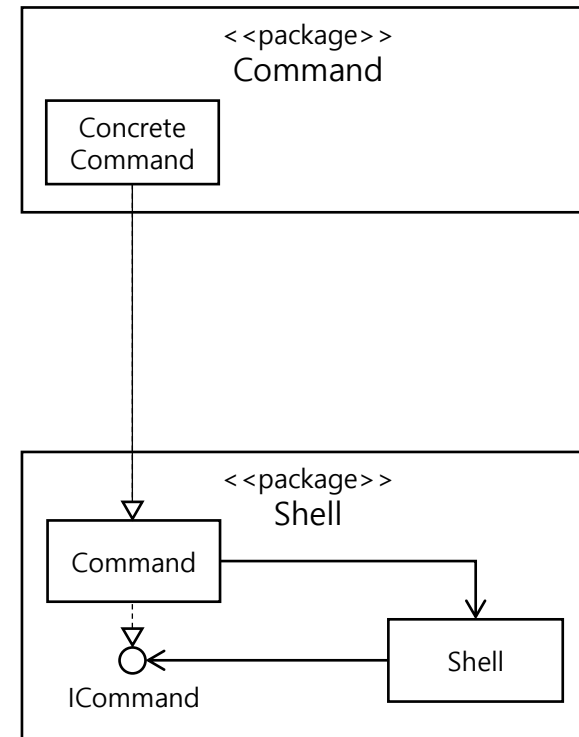 <<package>>
Command
Concrete
Command
<<package>>
Shell
Command
Shell
ICommand